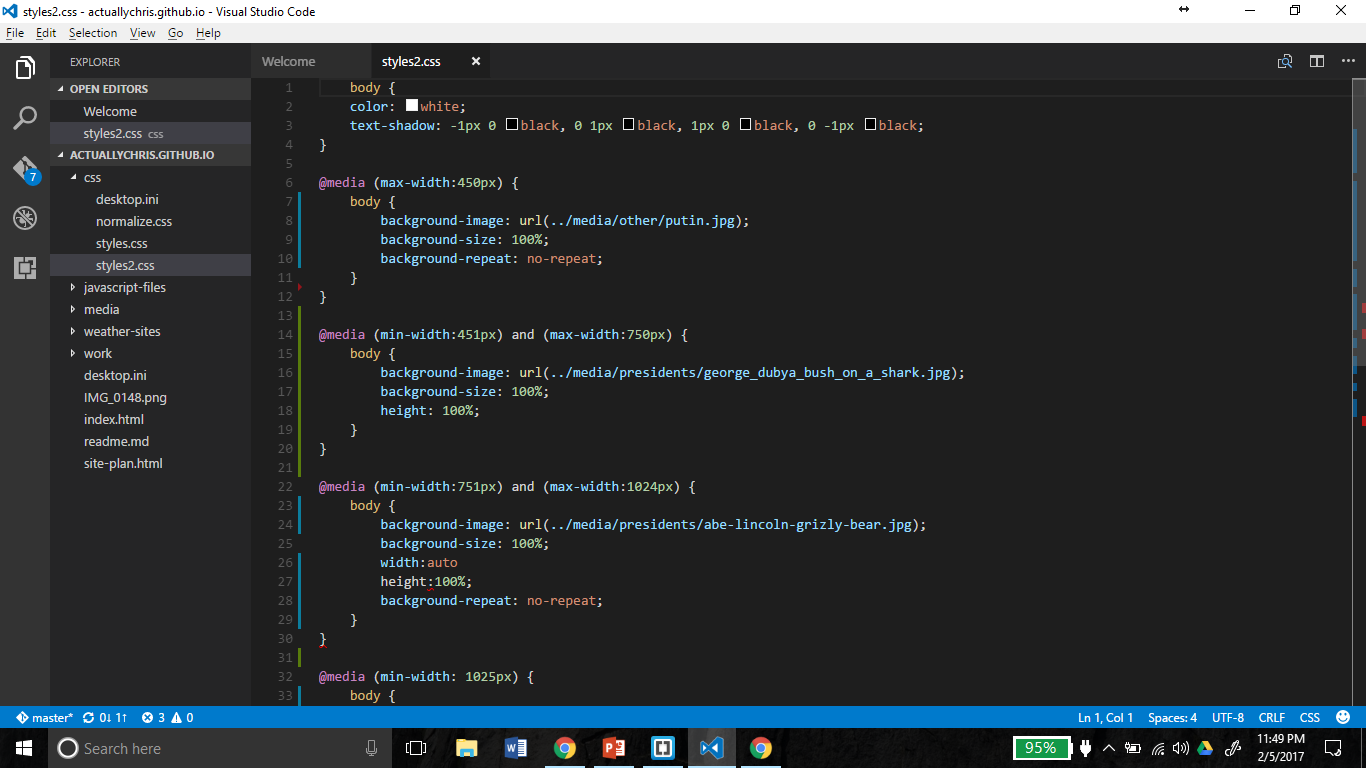 styles2.css - actuallychris.github.io - Visual Studio Code
File Edit Selection View Go Help
EXPLORER
OPEN EDITORS
Welcome
styles2.css css
ACTUALLYCHRIS.GITHUB.IO
css
desktop.ini
normalize.css
styles.css
styles2.css
javascript-files
media
weather-sites
work
desktop.ini
IMG_0148.png
index.html
readme.md
site-plan.html
7
Welcome styles2.css
1 body {
2 color: white;
3 text-shadow: -1px 0 black, 0 1px black, 1px 0 black, 0 -1px black;
4 }
5
6 @media (max-width:450px) {
7 body {
8 background-image: url(../media/other/putin.jpg);
9 background-size: 100%;
10 background-repeat: no-repeat;
11 }
12 }
13
14 @media (min-width:451px) and (max-width:750px) {
15 body {
16 background-image: url(../media/presidents/george_dubya_bush_on_a_shark.jpg);
17 background-size: 100%;
18 height: 100%;
19 }
20 }
21
22 @media (min-width:751px) and (max-width:1024px) {
23 body {
24 background-image: url(../media/presidents/abe-lincoln-grizly-bear.jpg);
25 background-size: 100%;
26 width:auto
27 height:100%;
28 background-repeat: no-repeat;
29 }
30 }
31
32 @media (min-width: 1025px) {
33 body {
master* 0↓ 1↑ 3 0 Ln 1, Col 1 Spaces: 4 UTF-8 CRLF CSS
Search here 95% 11:49 PM
2/5/2017